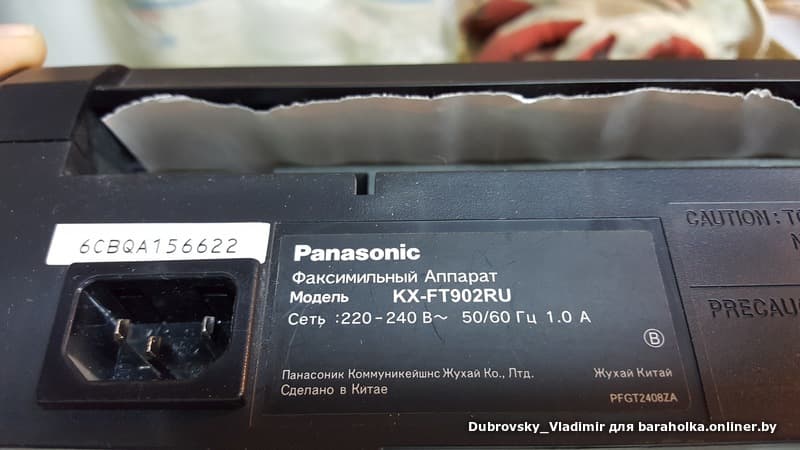 6CBQA156622
Panasonic
Факсимильный Аппарат
Модель KX-FT902RU
Сеть :220-240 В~ 50/60 Гц 1.0 А
B
Панасоник Коммуникейшнс Жухай Ко., Лтд. Жухай Китай
Сделано в Китае
PFGT2408ZA
CAUTION: TO
Dubrovsky_Vladimir для baraholka.onliner.by